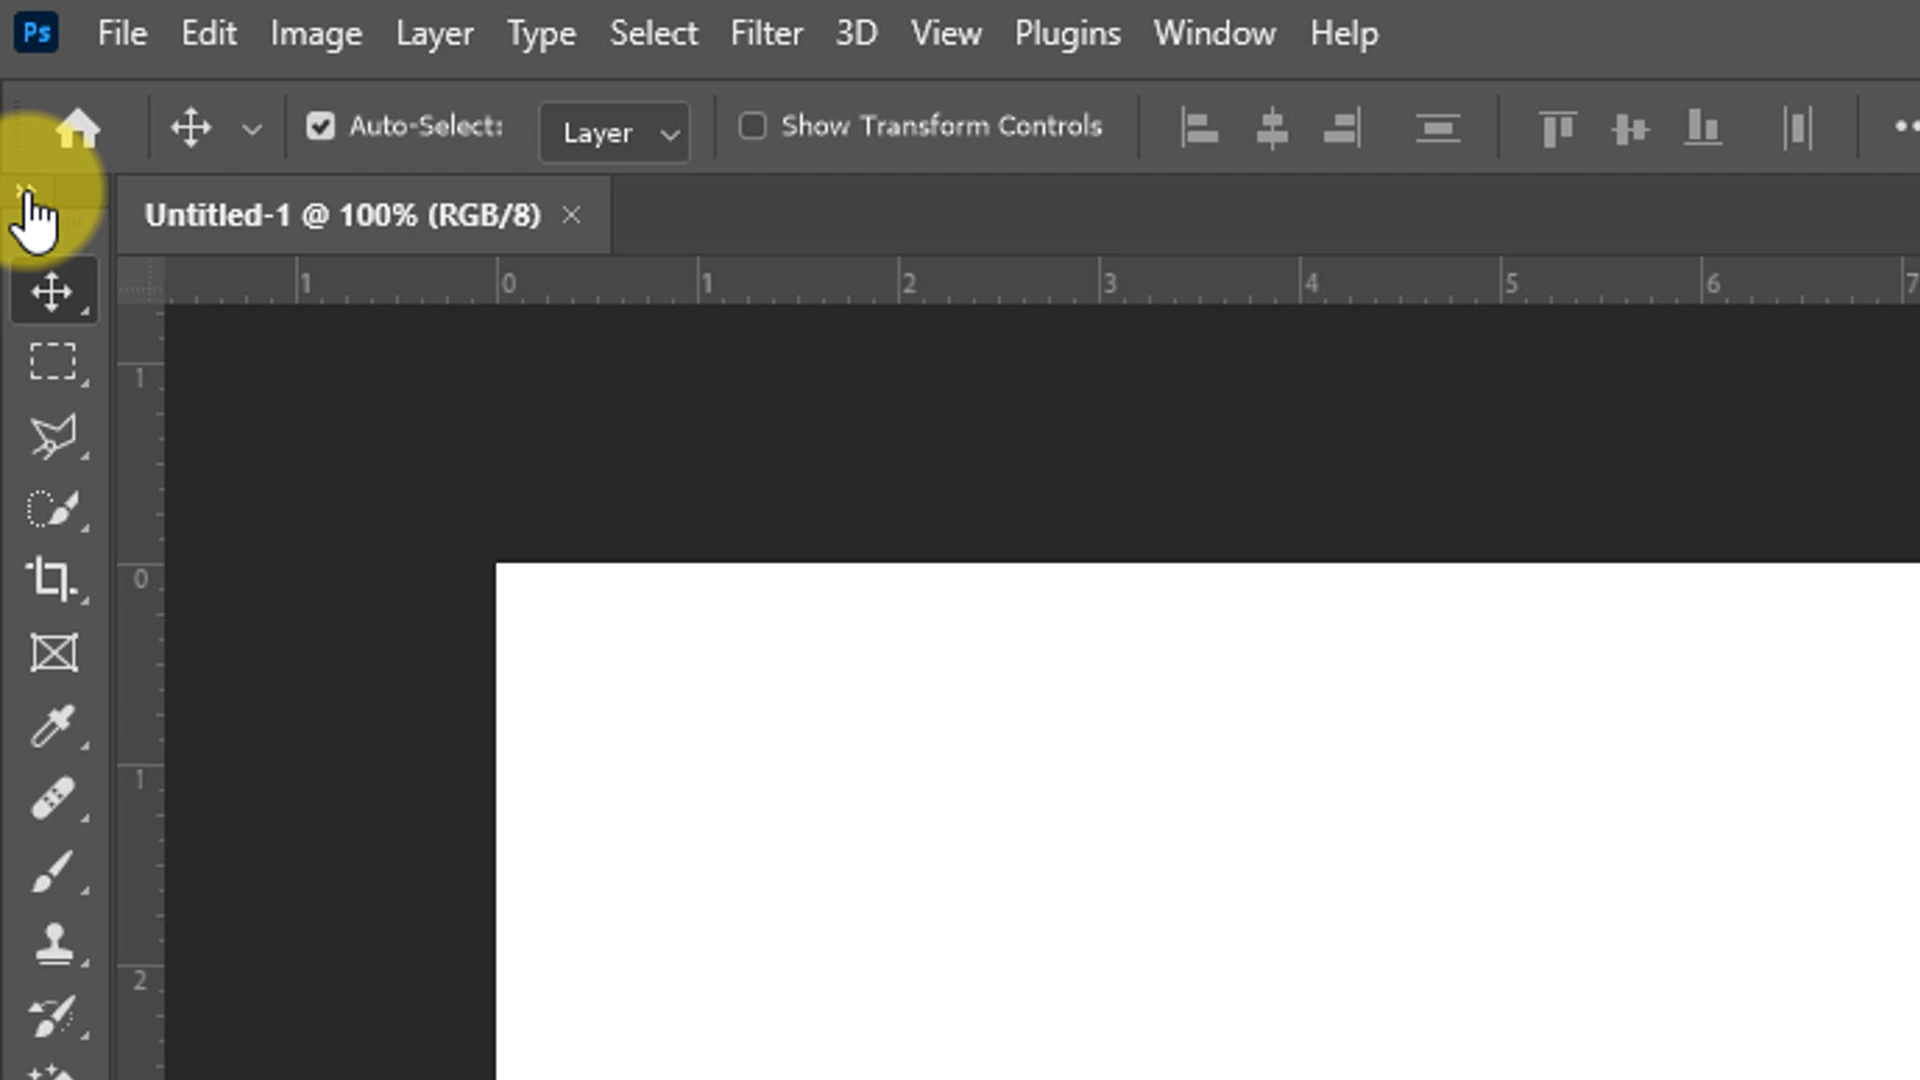 Ps File Edit Image Layer Type Select Filter 3D View Plugins Window Help
Auto-Select: Layer Show Transform Controls
Untitled-1 @ 100% (RGB/8)
1 0 1 2 3 4 5 6 7
1
0
1
2